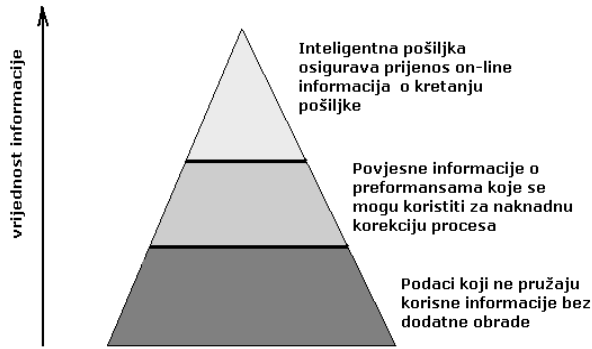 vrijednost informacije
Inteligentna pošiljka
osigurava prijenos on-line
informacija o kretanju
pošiljke
Povjesne informacije o
preformansama koje se
mogu koristiti za naknadnu
korekciju procesa
Podaci koji ne pružaju
korisne informacije bez
dodatne obrade